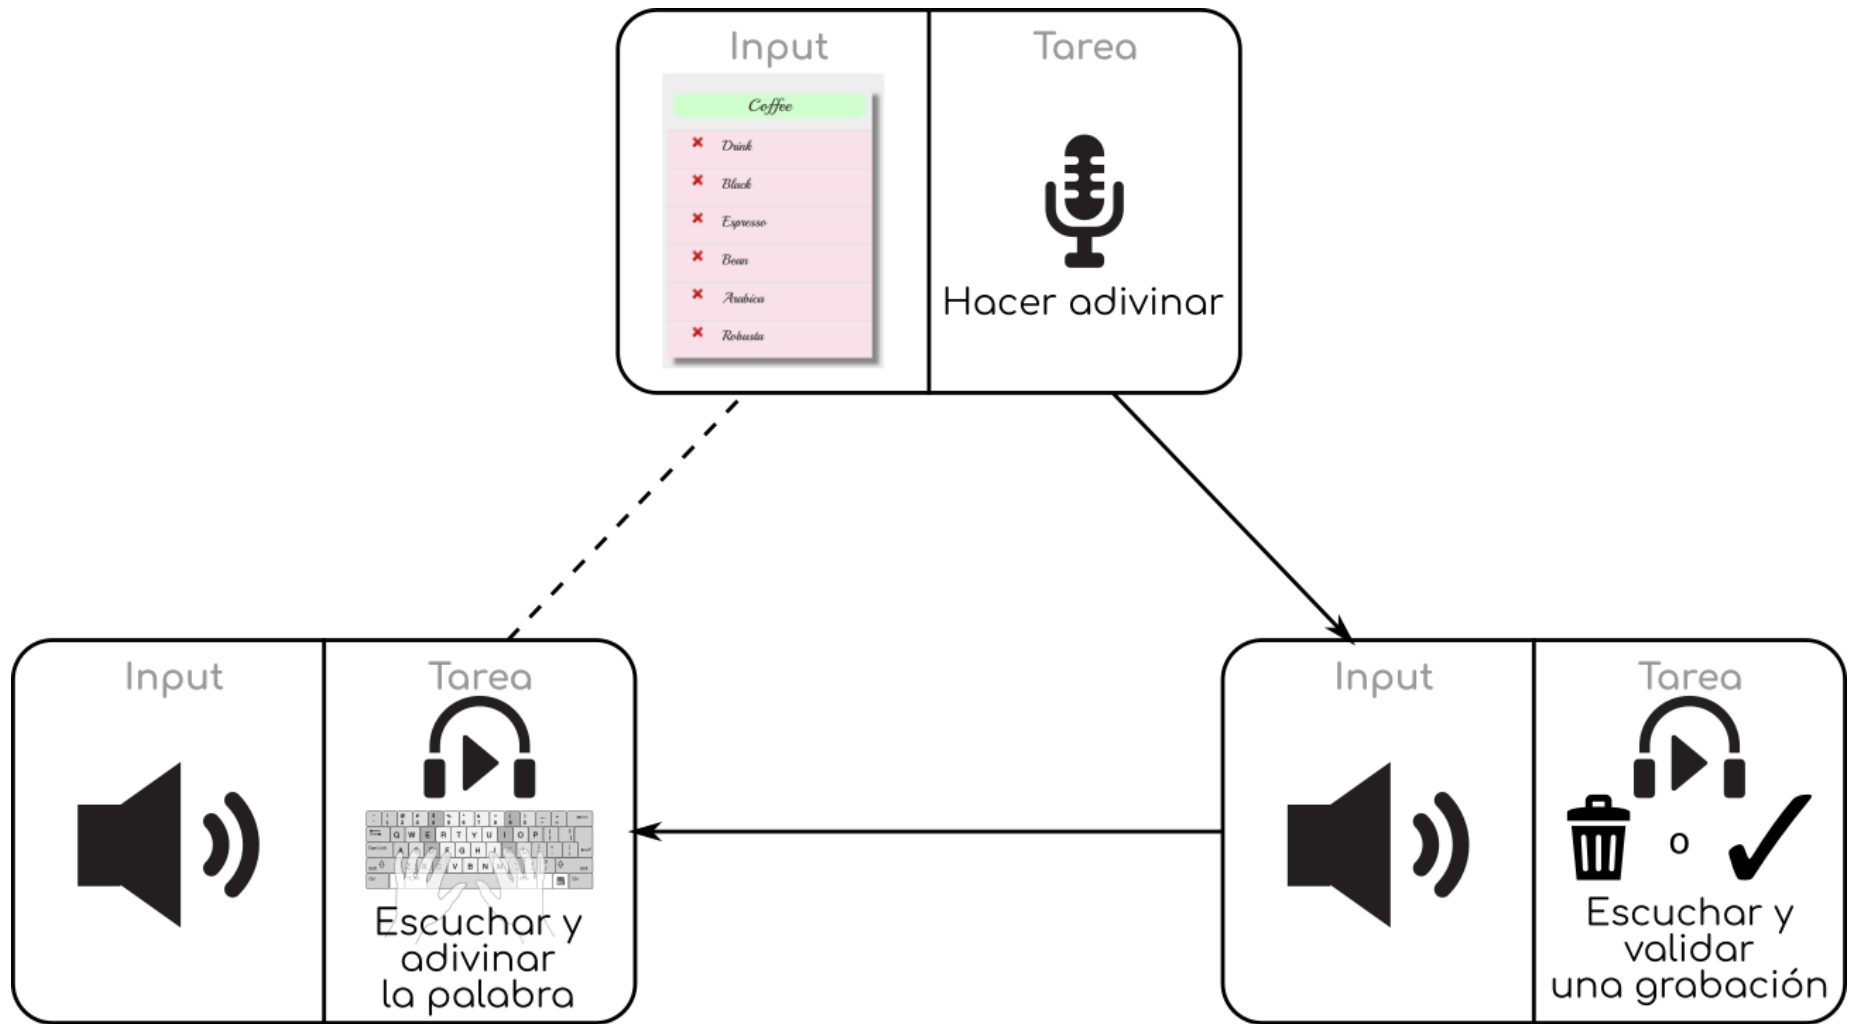 Input
Tarea
Coffee
Drink
Black
Espresso
Bean
Arabica
Robusta
Hacer adivinar
Input
Tarea
Q W E R T Y U I O P
Escuchar y
adivinar
la palabra
Input
Tarea
o
Escuchar y
validar
una grabación